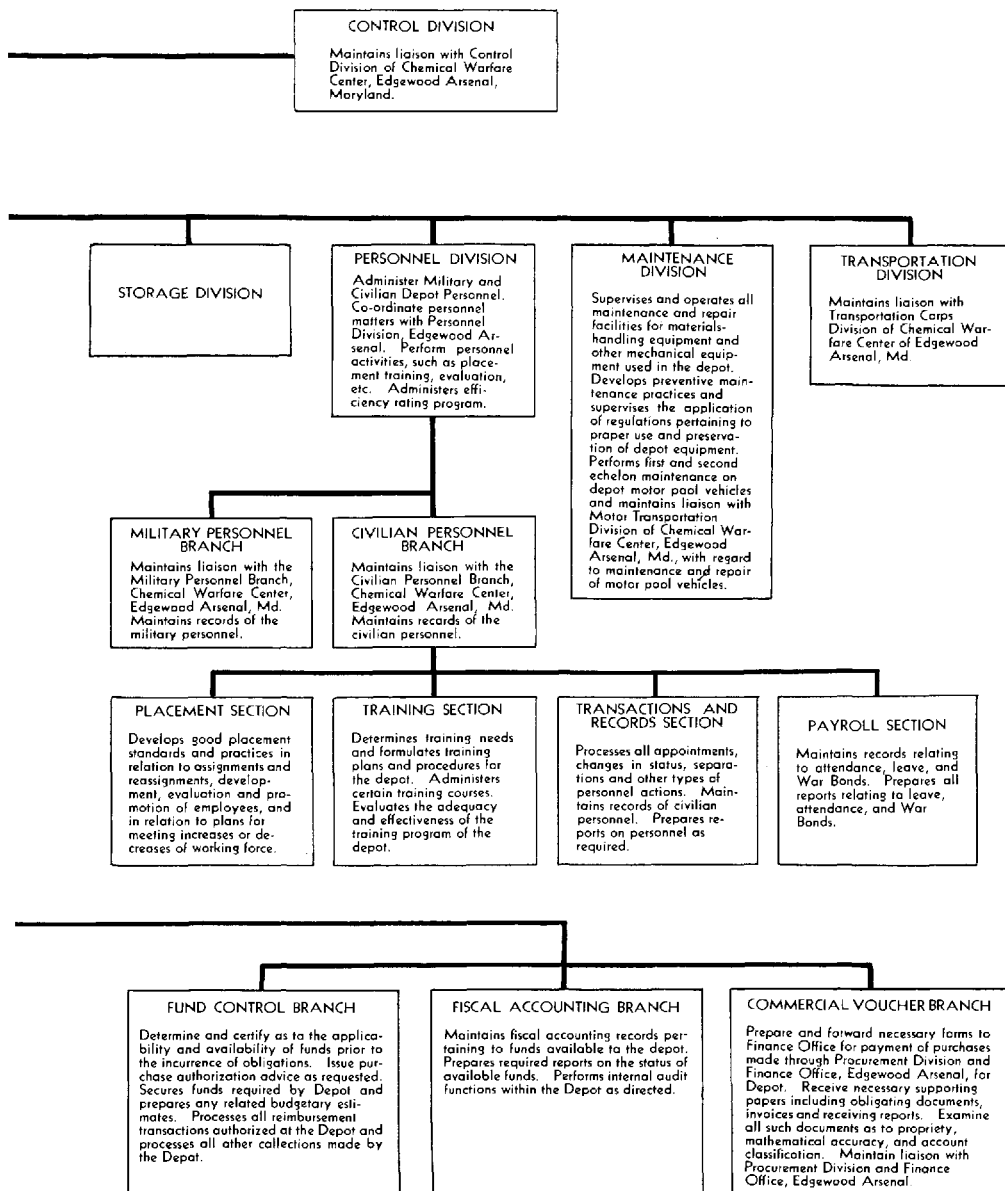 CONTROL DIVISION
Maintains liaison with Control
Division of Chemical Warfare
Center, Edgewood Arsenal,
Moryland.
STORAGE DIVISION
PERSONNEL DIVISION
Administer Military and
Civilian Depot Personnel.
Co-ordinate personnel
matters with Personnel
Division, Edgewood Ar-
senal. Perform personnel
activities, such as place-
ment training, evaluation,
etc. Administers effi-
ciency rating program.
MAINTENANCE
DIVISION
Supervises and operates all
maintenance and repair
facilities for materials-
handling equipment and
other mechanical equip-
ment used in the depot.
Develops preventive main-
tenance practices and
supervises the application
of regulations pertaining to
proper use and preserva-
tion of depot equipment.
Performs first and second
echelon maintenance on
depot motor pool vehicles
and maintains liaison with
Motor Transportation
Division of Chemical War-
fare Center, Edgewood
Arsenal, Md., with regard
to maintenance and repair
of motor pool vehicles.
TRANSPORTATION
DIVISION
Maintains liaison with
Transportation Corps
Division of Chemical War-
fare Center of Edgewood
Arsenal, Md.
MILITARY PERSONNEL
BRANCH
Maintains liaison with the
Military Personnel Branch,
Chemical Warfare Center,
Edgewood Arsenal, Md.
Maintains records of the
military personnel.
CIVILIAN PERSONNEL
BRANCH
Maintains liaison with the
Civilian Personnel Branch,
Chemical Warfare Center,
Edgewood Arsenal, Md.
Maintains records of the
civilian personnel.
PLACEMENT SECTION
Develops good placement
standards and practices in
relation to assignments and
reassignments, develop-
ment, evaluation and pro-
motion of employees, and
in relation to plans for
meeting increases or de-
creases of working force.
TRAINING SECTION
Determines training needs
and formulates training
plans and procedures for
the depot. Administers
certain training courses.
Evaluates the adequacy
and effectiveness of the
training program of the
depot.
TRANSACTIONS AND
RECORDS SECTION
Processes all appointments,
changes in status, separa-
tions and other types of
personnel actions. Main-
tains records of civilian
personnel. Prepares re-
ports on personnel as
required.
PAYROLL SECTION
Maintains records relating
to attendance, leave, and
War Bonds. Prepares all
reports relating to leave,
attendance, and War
Bonds.
FUND CONTROL BRANCH
Determine and certify as to the applica-
bility and availability of funds prior to
the incurrence of obligations. Issue pur-
chase authorization advice as requested.
Secures funds required by Depot and
prepares any related budgetary esti-
mates. Processes all reimbursement
transactions authorized at the Depot and
processes all other callections made by
the Depat.
FISCAL ACCOUNTING BRANCH
Maintains fiscal accounting records per-
taining to funds available to the depot.
Prepares required reports on the status of
available funds. Performs internal audit
functions within the Depot as directed.
COMMERCIAL VOUCHER BRANCH
Prepare and forward necessary forms to
Finance Office for payment of purchases
made through Procurement Division and
Finance Office, Edgewood Arsenal, for
Depot. Receive necessary supporting
papers including obligating documents,
invoices and receiving reports. Examine
all such documents as to propriety,
mathematical accuracy, and account
classification. Maintain liaison with
Procurement Division and Finance
Office, Edgewood Arsenal.